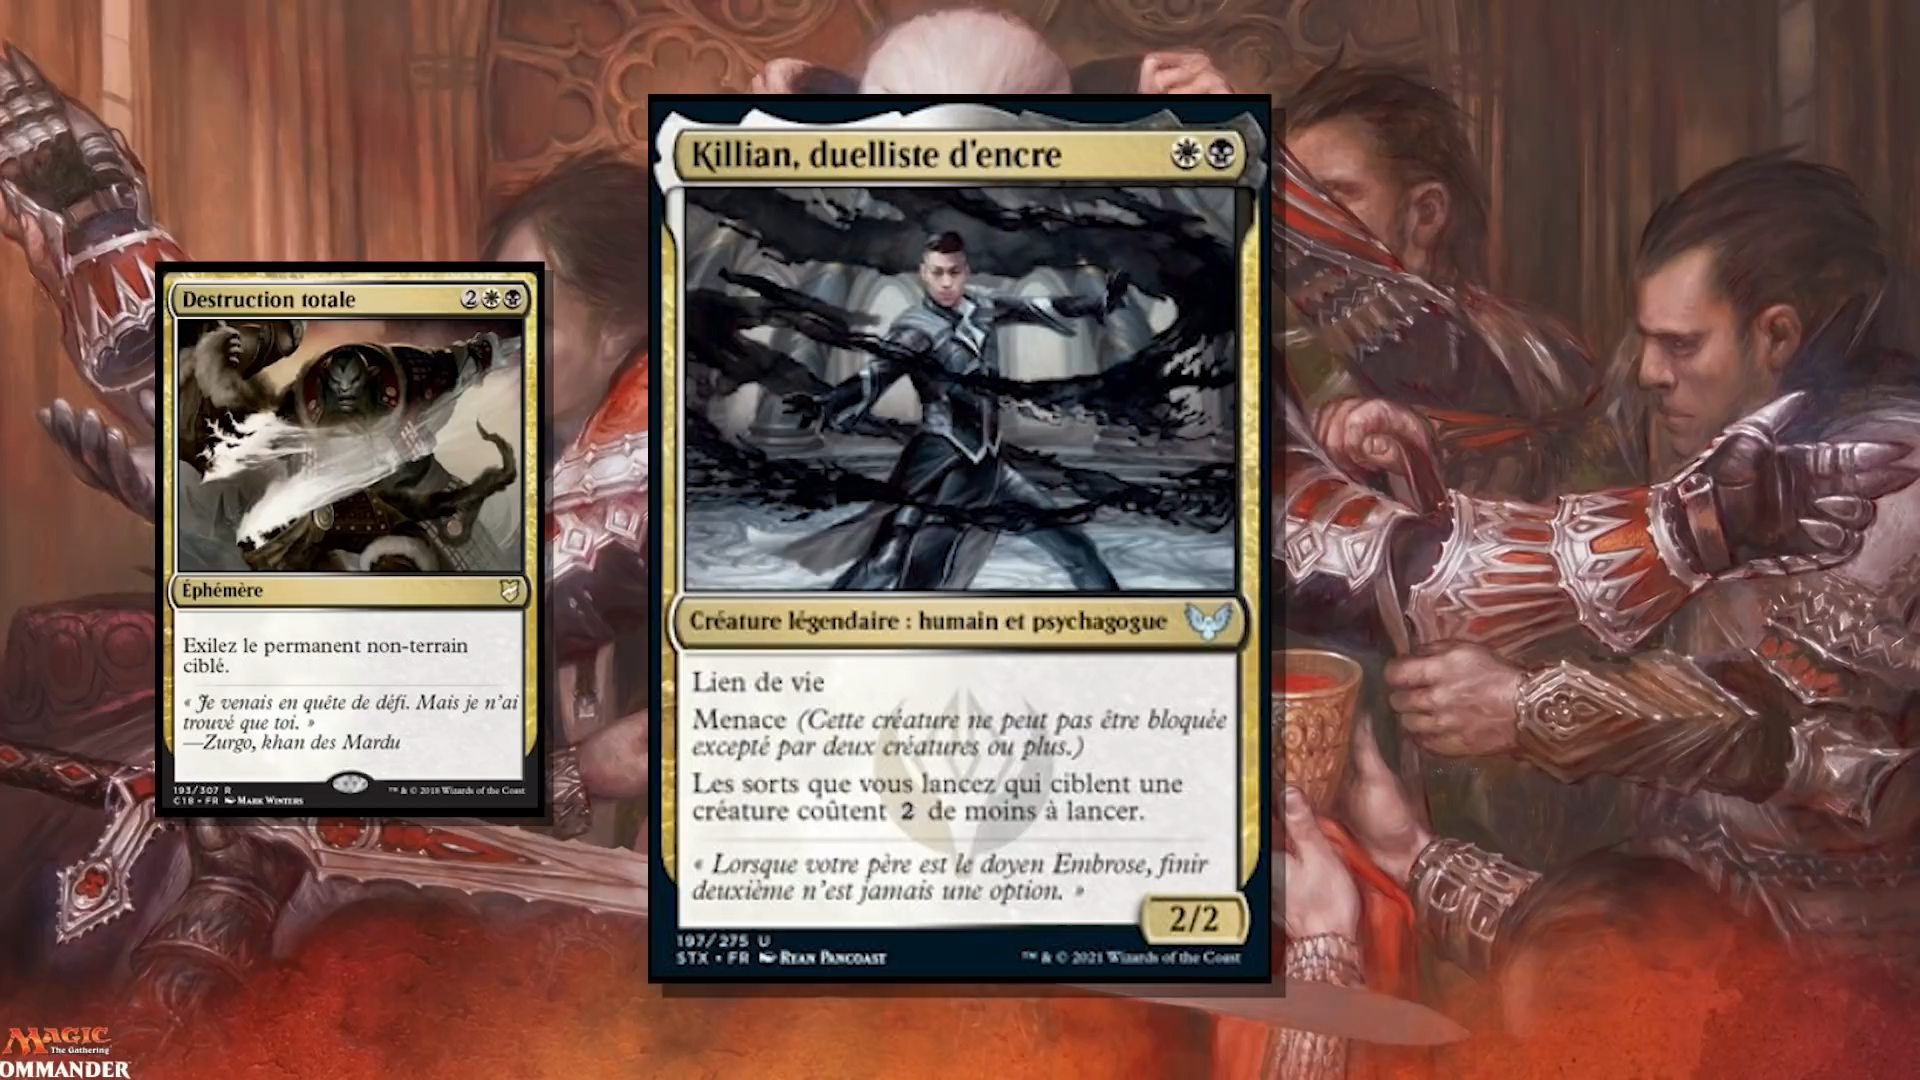 Destruction totale 2
Éphémère
Exilez le permanent non-terrain
ciblé.
« Je venais en quête de défi. Mais je n'ai
trouvé que toi. »
—Zurgo, khan des Mardu
193/307 R
C18 • FR Mark Winters
™ & © 2018 Wizards of the Coast
Killian, duelliste d'encre
Créature légendaire : humain et psychagogue
Lien de vie
Menace (Cette créature ne peut pas être bloquée
excepté par deux créatures ou plus.)
Les sorts que vous lancez qui ciblent une
créature coûtent 2 de moins à lancer.
« Lorsque votre père est le doyen Embrose, finir
deuxième n'est jamais une option. »
2/2
197/275 U
STX • FR Ryan Pancoast
™ & © 2021 Wizards of the Coast
Magic
The Gathering
OMMANDER